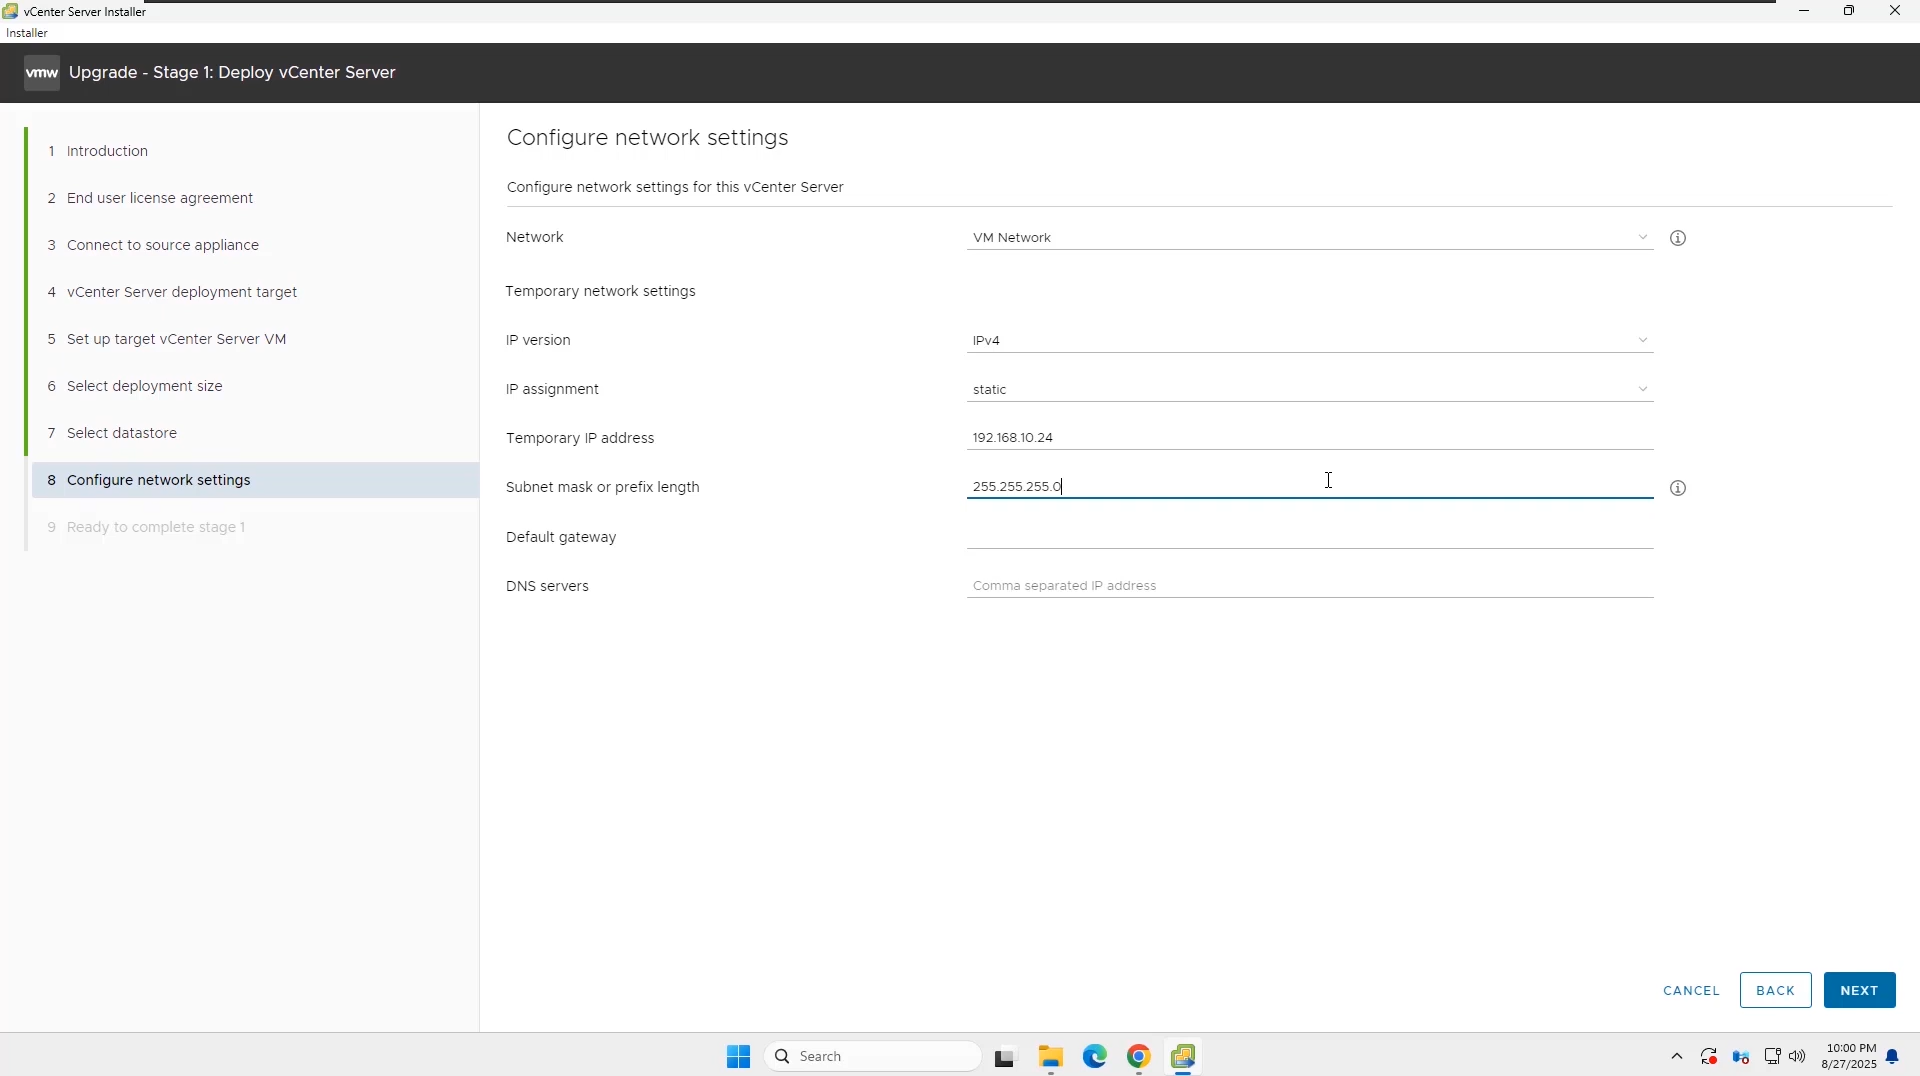 vCenter Server Installer
Installer
vmw Upgrade - Stage 1: Deploy vCenter Server
1 Introduction
2 End user license agreement
3 Connect to source appliance
4 vCenter Server deployment target
5 Set up target vCenter Server VM
6 Select deployment size
7 Select datastore
8 Configure network settings
9 Ready to complete stage 1
Configure network settings
Configure network settings for this vCenter Server
Network VM Network
Temporary network settings
IP version IPv4
IP assignment static
Temporary IP address 192.168.10.24
Subnet mask or prefix length 255.255.255.0
Default gateway
DNS servers Comma separated IP address
CANCEL BACK NEXT
Search
10:00 PM
8/27/2025